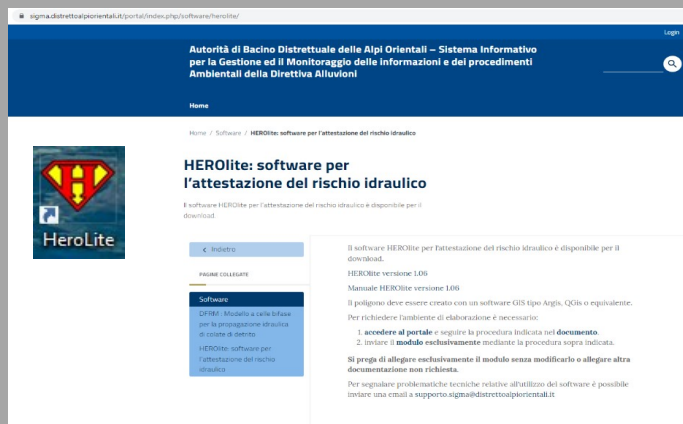 sigma.distrettoalpiorientali.it/portal/index.php/software/herolite/
Login
Autorità di Bacino Distrettuale delle Alpi Orientali – Sistema Informativo
per la Gestione ed il Monitoraggio delle informazioni e dei procedimenti
Ambientali della Direttiva Alluvioni
Home
Home / Software / HEROlite: software per l'attestazione del rischio idraulico
H
HeroLite
HEROlite: software per
l'attestazione del rischio idraulico
Il software HEROlite per l'attestazione del rischio idraulico è disponibile per il
download.
Indietro
PAGINE COLLEGATE
Software
DFRM : Modello a celle bifase
per la propagazione idraulica
di colate di detrito
HEROlite: software per
l'attestazione del rischio
idraulico
Il software HEROlite per l'attestazione del rischio idraulico è disponibile per il
download.
HEROlite versione 1.06
Manuale HEROlite versione 1.06
Il poligono deve essere creato con un software GIS tipo Argis, QGis o equivalente.
Per richiedere l'ambiente di elaborazione è necessario:
1. accedere al portale e seguire la procedura indicata nel documento.
2. inviare il modulo esclusivamente mediante la procedura sopra indicata.
Si prega di allegare esclusivamente il modulo senza modificarlo o allegare altra
documentazione non richiesta.
Per segnalare problematiche tecniche relative all'utilizzo del software è possibile
inviare una email a supporto.sigma@distrettoalpiorientali.it